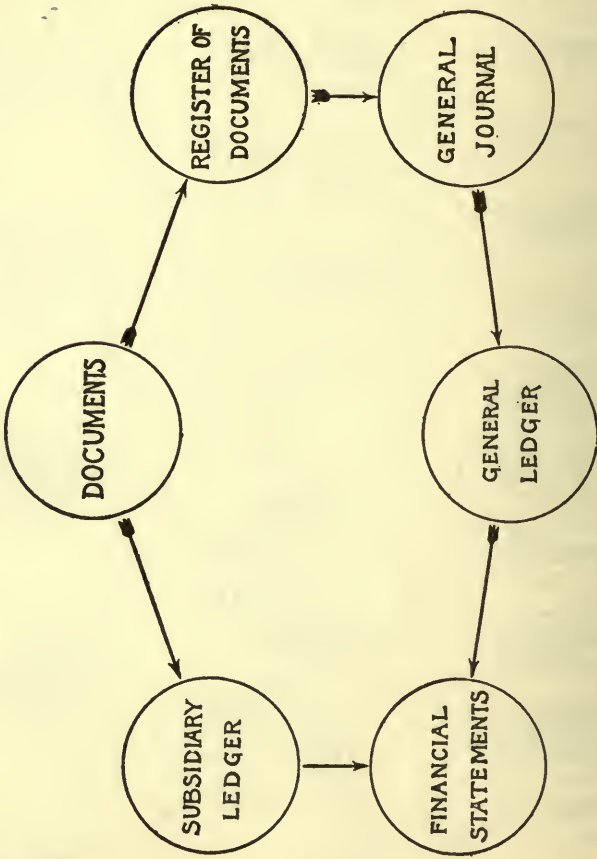 DOCUMENTS
REGISTER OF
DOCUMENTS
SUBSIDIARY
LEDGER
GENERAL
JOURNAL
GENERAL
LEDGER
FINANCIAL
STATEMENTS